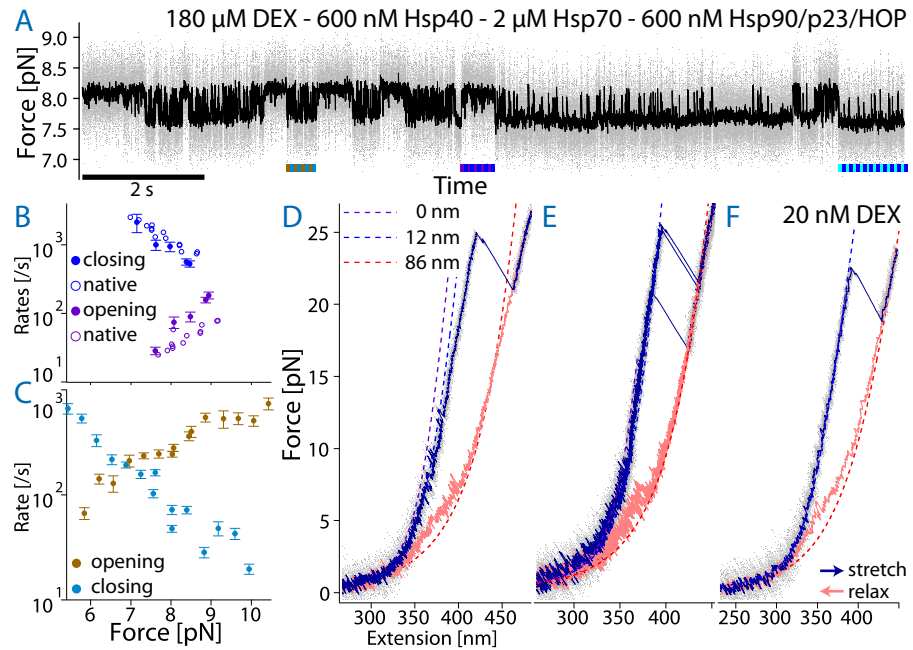 180 µM DEX - 600 nM Hsp40 - 2 µM Hsp70 - 600 nM Hsp90/p23/HOP
A
Force [pN]
9.0
8.0
7.5
7.0
2 s
Time
B
Rates [/s]
10³
10²
10¹
closing
native
opening
native
C
Rate [/s]
10³
10²
10¹
opening
closing
6 7 8 9 10
Force [pN]
D
0 nm
12 nm
86 nm
E
F
20 nM DEX
Force [pN]
25
20
15
10
5
0
stretch
relax
300 350 400 450
300 350 400
250 300 350 400
Extension [nm]